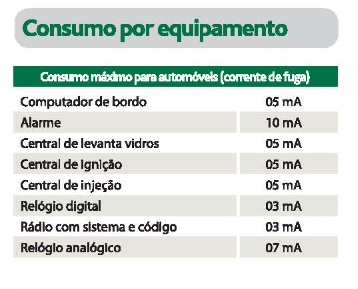 Consumo por equipamento
Consumo máximo para automóveis (corrente de fuga)
Computador de bordo 05 mA
Alarme 10 mA
Central de levanta vidros 05 mA
Central de ignição 05 mA
Central de injeção 05 mA
Relógio digital 03 mA
Rádio com sistema e código 03 mA
Relógio analógico 07 mA